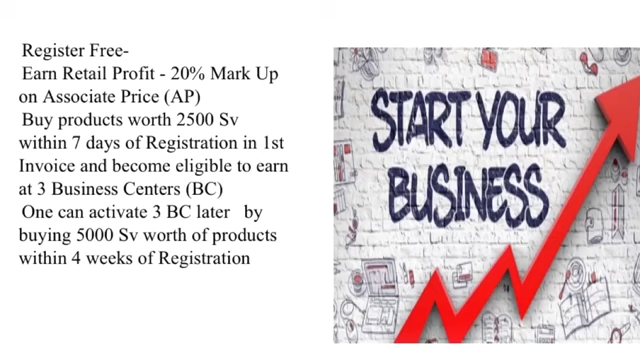 Register Free-
Earn Retail Profit - 20% Mark Up
on Associate Price (AP)
Buy products worth 2500 Sv
within 7 days of Registration in 1st
Invoice and become eligible to earn
at 3 Business Centers (BC)
One can activate 3 BC later by
buying 5000 Sv worth of products
within 4 weeks of Registration
START YOUR
BUSINESS